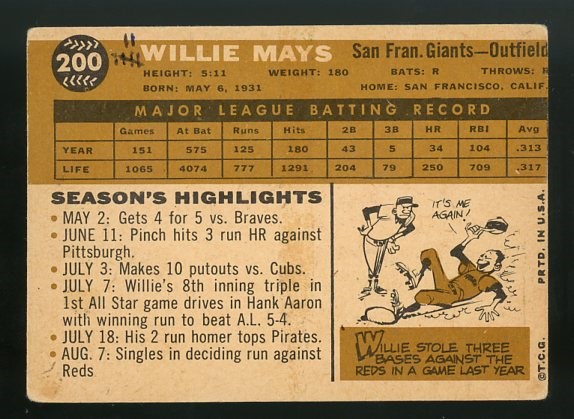 200 WILLIE MAYS San Fran. Giants—Outfield
HEIGHT: 5:11 WEIGHT: 180 BATS: R THROWS: R
BORN: MAY 6, 1931 HOME: SAN FRANCISCO, CALIF.
MAJOR LEAGUE BATTING RECORD
Games At Bat Runs Hits 2B 3B HR RBI Avg
YEAR 151 575 125 180 43 5 34 104 .313
LIFE 1065 4074 777 1291 204 79 250 709 .317
SEASON'S HIGHLIGHTS
• MAY 2: Gets 4 for 5 vs. Braves.
• JUNE 11: Pinch hits 3 run HR against
Pittsburgh.
• JULY 3: Makes 10 putouts vs. Cubs.
• JULY 7: Willie's 8th inning triple in
1st All Star game drives in Hank Aaron
with winning run to beat A.L. 5-4.
• JULY 18: His 2 run homer tops Pirates.
• AUG. 7: Singles in deciding run against
Reds
IT'S ME
AGAIN!
WILLIE STOLE THREE
BASES AGAINST THE
REDS IN A GAME LAST YEAR
©T.C.G. PRTD. IN U.S.A.